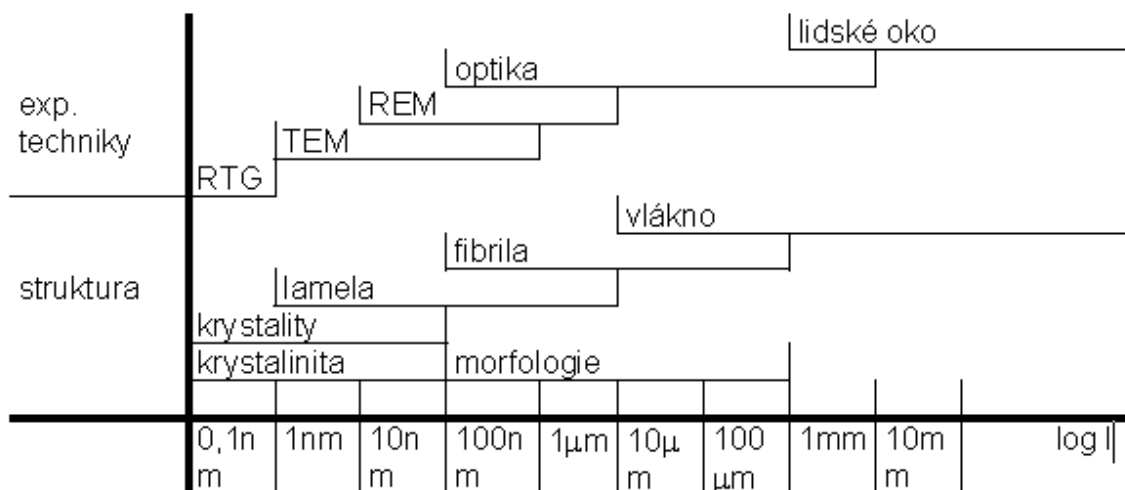 lidské oko
optika
exp.
techniky
REM
TEM
RTG
vlákno
fibrila
struktura
lamela
krystality
krystalinita
morfologie
0,1n
m
1nm
10n
m
100n
m
1μm
10μ
m
100
μm
1mm
10m
m
log l